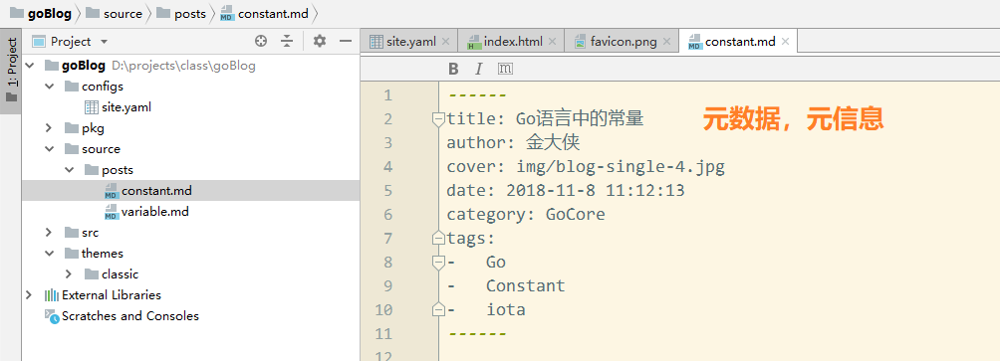 goBlog source posts constant.md
Project
site.yaml index.html favicon.png constant.md
1: Project
goBlog D:\projects\class\goBlog
configs
site.yaml
pkg
source
posts
constant.md
variable.md
src
themes
classic
External Libraries
Scratches and Consoles
B I M
1 ------
2 title: Go语言中的常量
元数据，元信息
3 author: 金大侠
4 cover: img/blog-single-4.jpg
5 date: 2018-11-8 11:12:13
6 category: GoCore
7 tags:
8 - Go
9 - Constant
10 - iota
11 ------
12